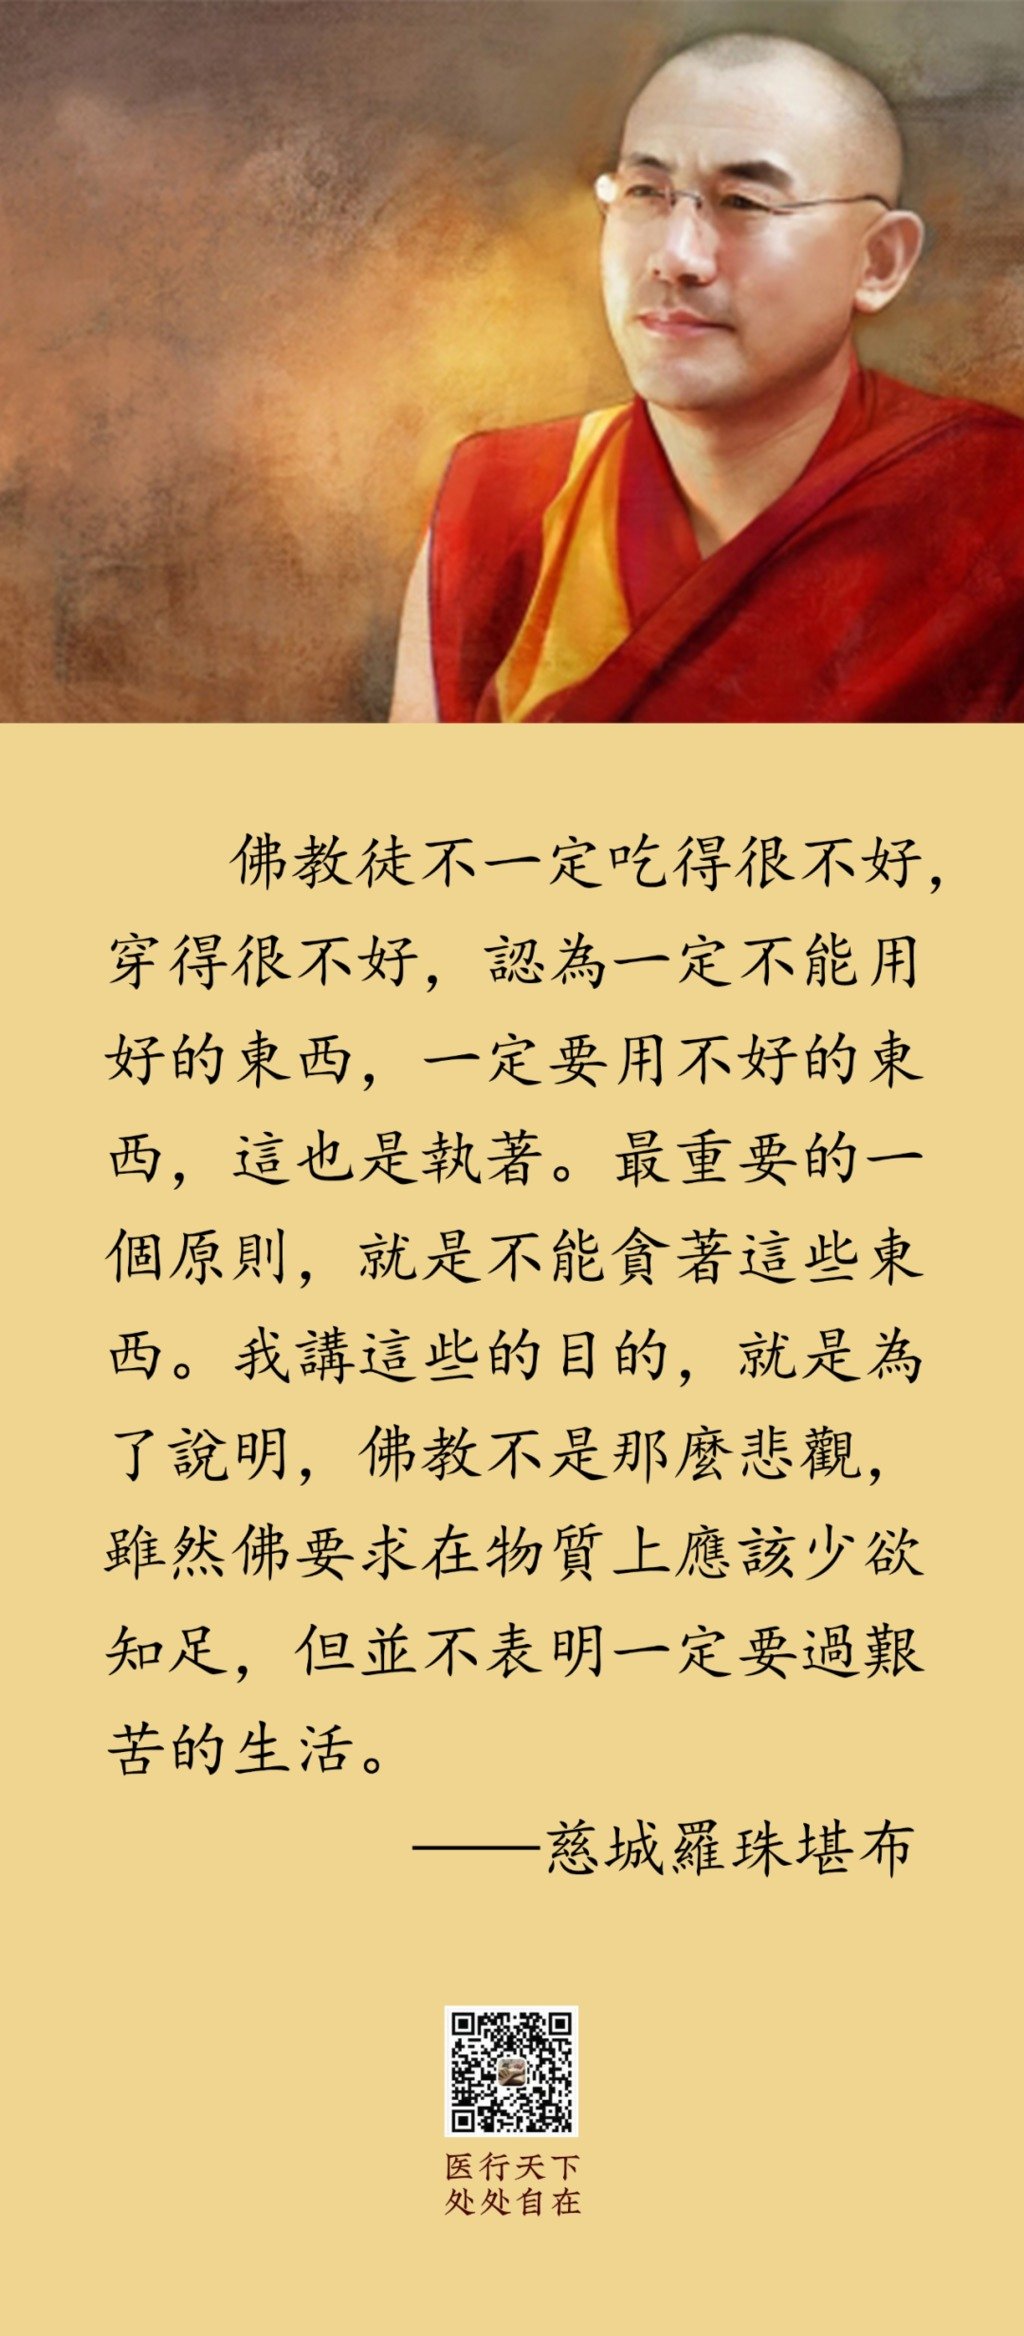 佛教徒不一定吃得很不好，
穿得很不好，認為一定不能用
好的東西，一定要用不好的東
西，這也是執著。最重要的一
個原則，就是不能貪著這些東
西。我講這些的目的，就是為
了說明，佛教不是那麼悲觀，
雖然佛要求在物質上應該少欲
知足，但並不表明一定要過艱
苦的生活。
——慈城羅珠堪布
医行天下
处处自在